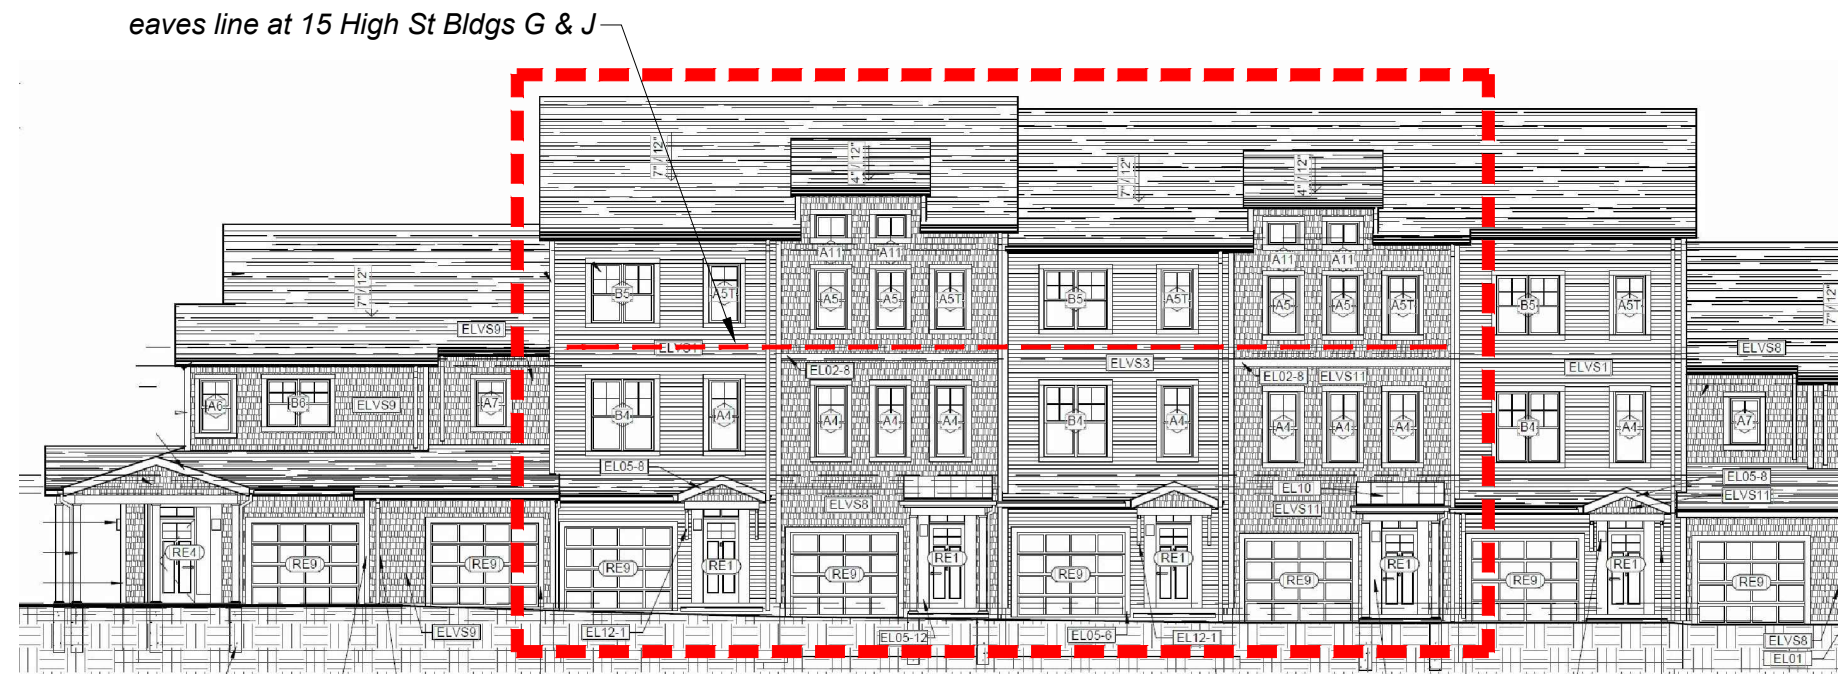 eaves line at 15 High St Bldgs G & J
7" / 12"
4" / 12"
7" / 12"
4" / 12"
A11 A11
A11 A11
7" / 12"
7" / 12"
B5 A5T A5 A5 A5T B5 A5T A5 A5 A5T B5 A5T
ELVS9
ELVS1
ELVS8
EL02-8
ELVS3
EL02-8
ELVS11
ELVS1
A6 B6 ELVS9 A7
B4 A4 A4 A4 A4 B4 A4 A4 A4 A4 B4 A4 A7
EL05-8
EL10
EL05-8
ELVS8
ELVS11
ELVS11
RE4 RE9 RE9 RE9 RE1 RE9 RE1 RE9 RE1 RE9 RE1 RE9 RE1 RE9
ELVS9
EL12-1
EL05-12
EL05-6
EL12-1
ELVS8
EL01